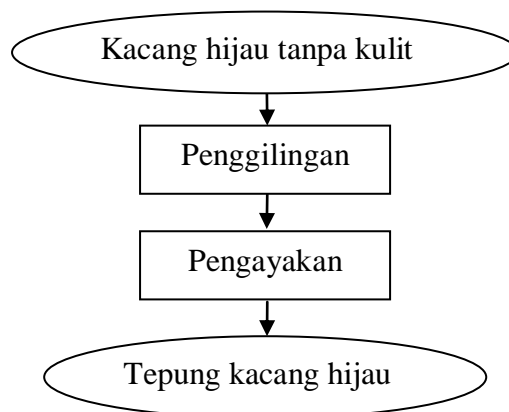 Kacang hijau tanpa kulit
Penggilingan
Pengayakan
Tepung kacang hijau